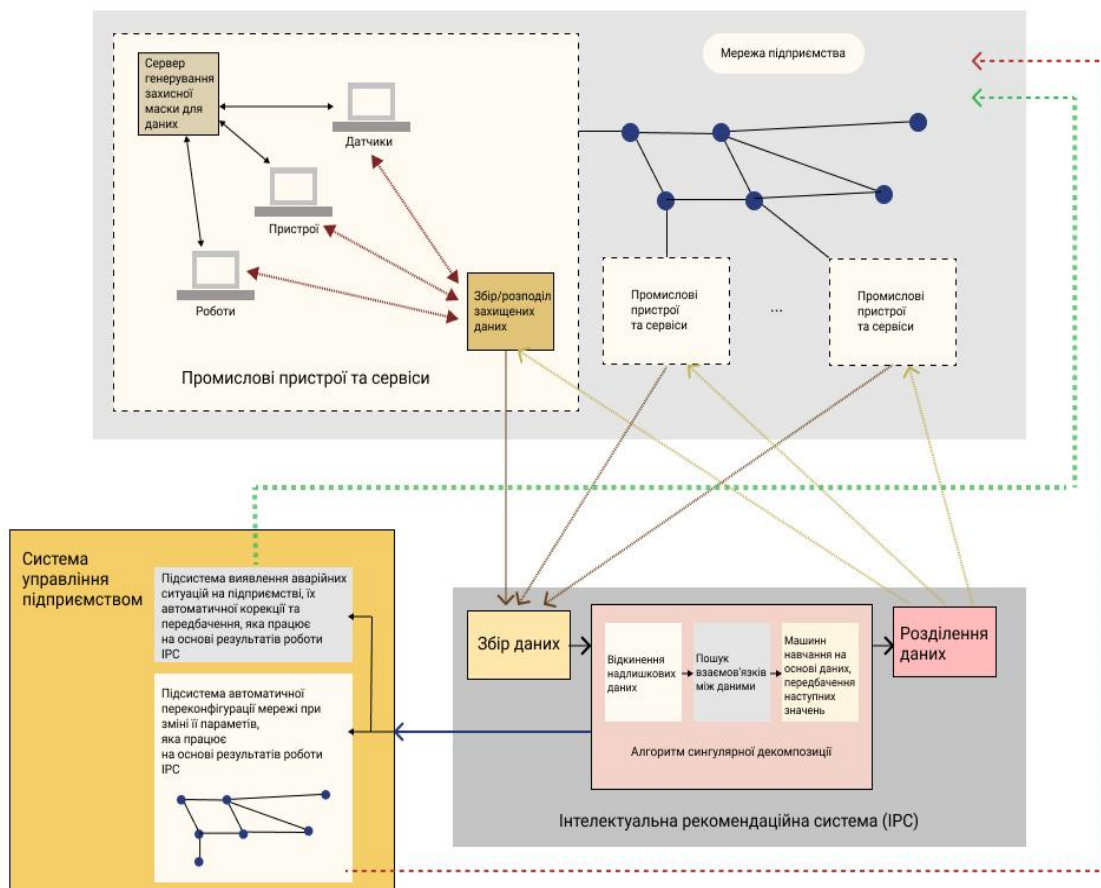 Мережа підприємства
Сервер
генерування
захисної
маски для
даних
Датчики
Пристрої
Роботи
Збір/розподіл
захищених
даних
Промислові пристрої та сервіси
Промислові
пристрої
та сервіси
...
Промислові
пристрої
та сервіси
Система
управління
підприємством
Підсистема виявлення аварійних
ситуацій на підприємстві, їх
автоматичної корекції та
передбачення, яка працює
на основі результатів роботи
ІРС
Підсистема автоматичної
переконфігурації мережі при
зміні її параметів,
яка працює
на основі результатів роботи
ІРС
Збір даних
Відкинення
надлишкових
даних
Пошук
взаємов'язків
між даними
Машинн
навчання на
основі даних,
передбачення
наступних
значень
Алгоритм сингулярної декомпозиції
Розділення
даних
Інтелектуальна рекомендаційна система (ІРС)